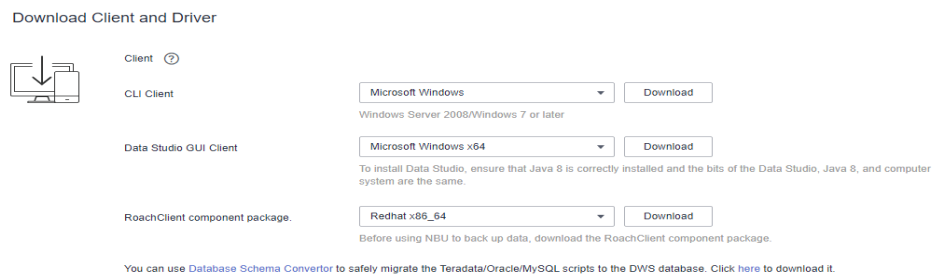 Download Client and Driver
Client ?
CLI Client Microsoft Windows Download
Windows Server 2008/Windows 7 or later
Data Studio GUI Client Microsoft Windows x64 Download
To install Data Studio, ensure that Java 8 is correctly installed and the bits of the Data Studio, Java 8, and computer
system are the same.
RoachClient component package. Redhat x86_64 Download
Before using NBU to back up data, download the RoachClient component package.
You can use Database Schema Convertor to safely migrate the Teradata/Oracle/MySQL scripts to the DWS database. Click here to download it.